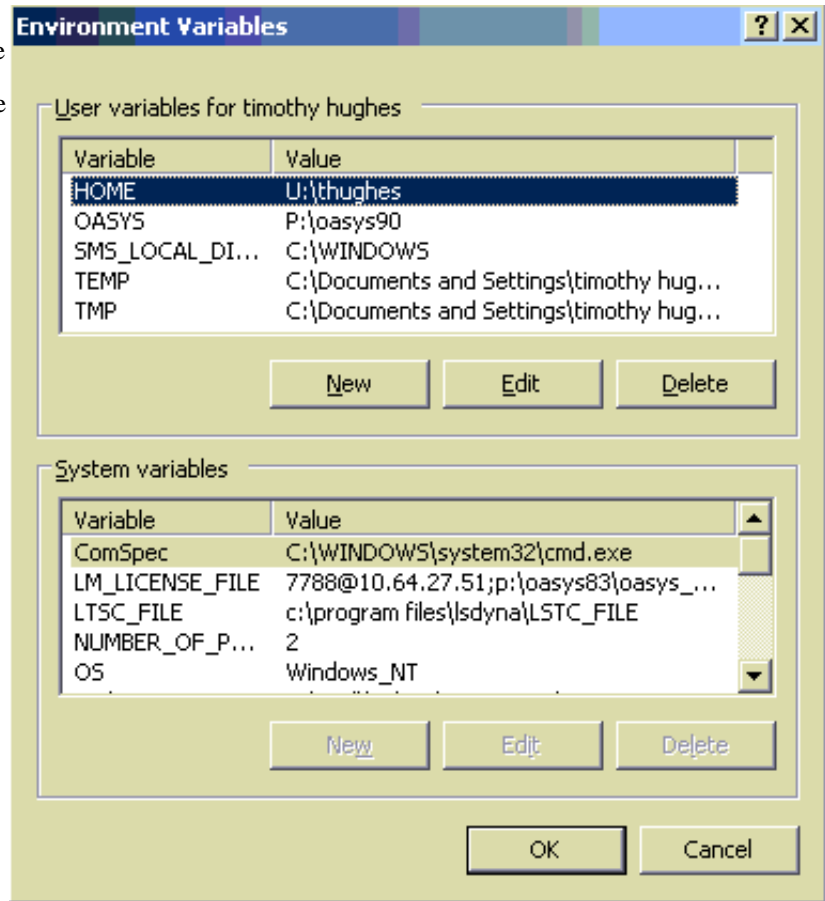 Environment Variables
e
e
User variables for timothy hughes
Variable Value
HOME U:\thughes
OASYS P:\oasys90
SMS_LOCAL_DI... C:\WINDOWS
TEMP C:\Documents and Settings\timothy hug...
TMP C:\Documents and Settings\timothy hug...
New Edit Delete
System variables
Variable Value
ComSpec C:\WINDOWS\system32\cmd.exe
LM_LICENSE_FILE 7788@10.64.27.51;p:\oasys83\oasys_...
LTSC_FILE c:\program files\lsdyna\LSTC_FILE
NUMBER_OF_P... 2
OS Windows_NT
New Edit Delete
OK Cancel